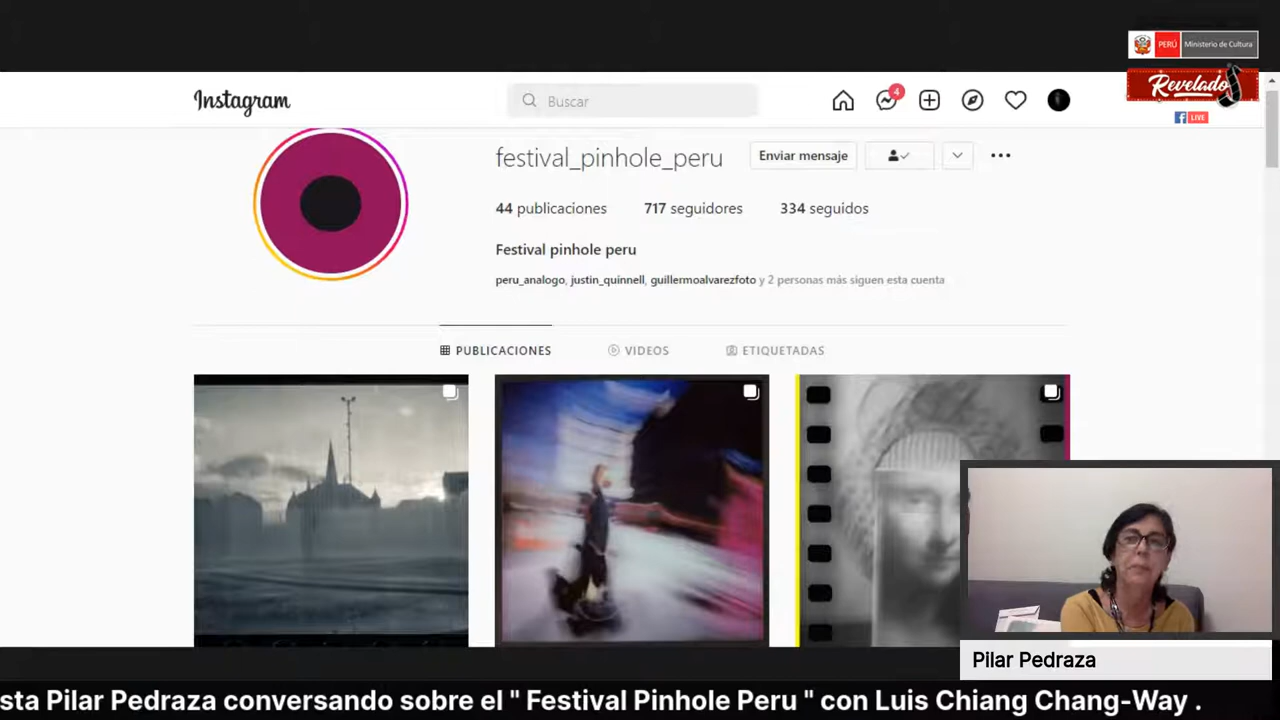 PERÚ Ministerio de Cultura
Revelados
LIVE
Instagram
Buscar
4
festival_pinhole_peru
Enviar mensaje
44 publicaciones 717 seguidores 334 seguidos
Festival pinhole peru
peru_analogo, justin_quinnell, guillermoalvarezfoto y 2 personas más siguen esta cuenta
PUBLICACIONES VIDEOS ETIQUETADAS
Pilar Pedraza
sta Pilar Pedraza conversando sobre el " Festival Pinhole Peru " con Luis Chiang Chang-Way .